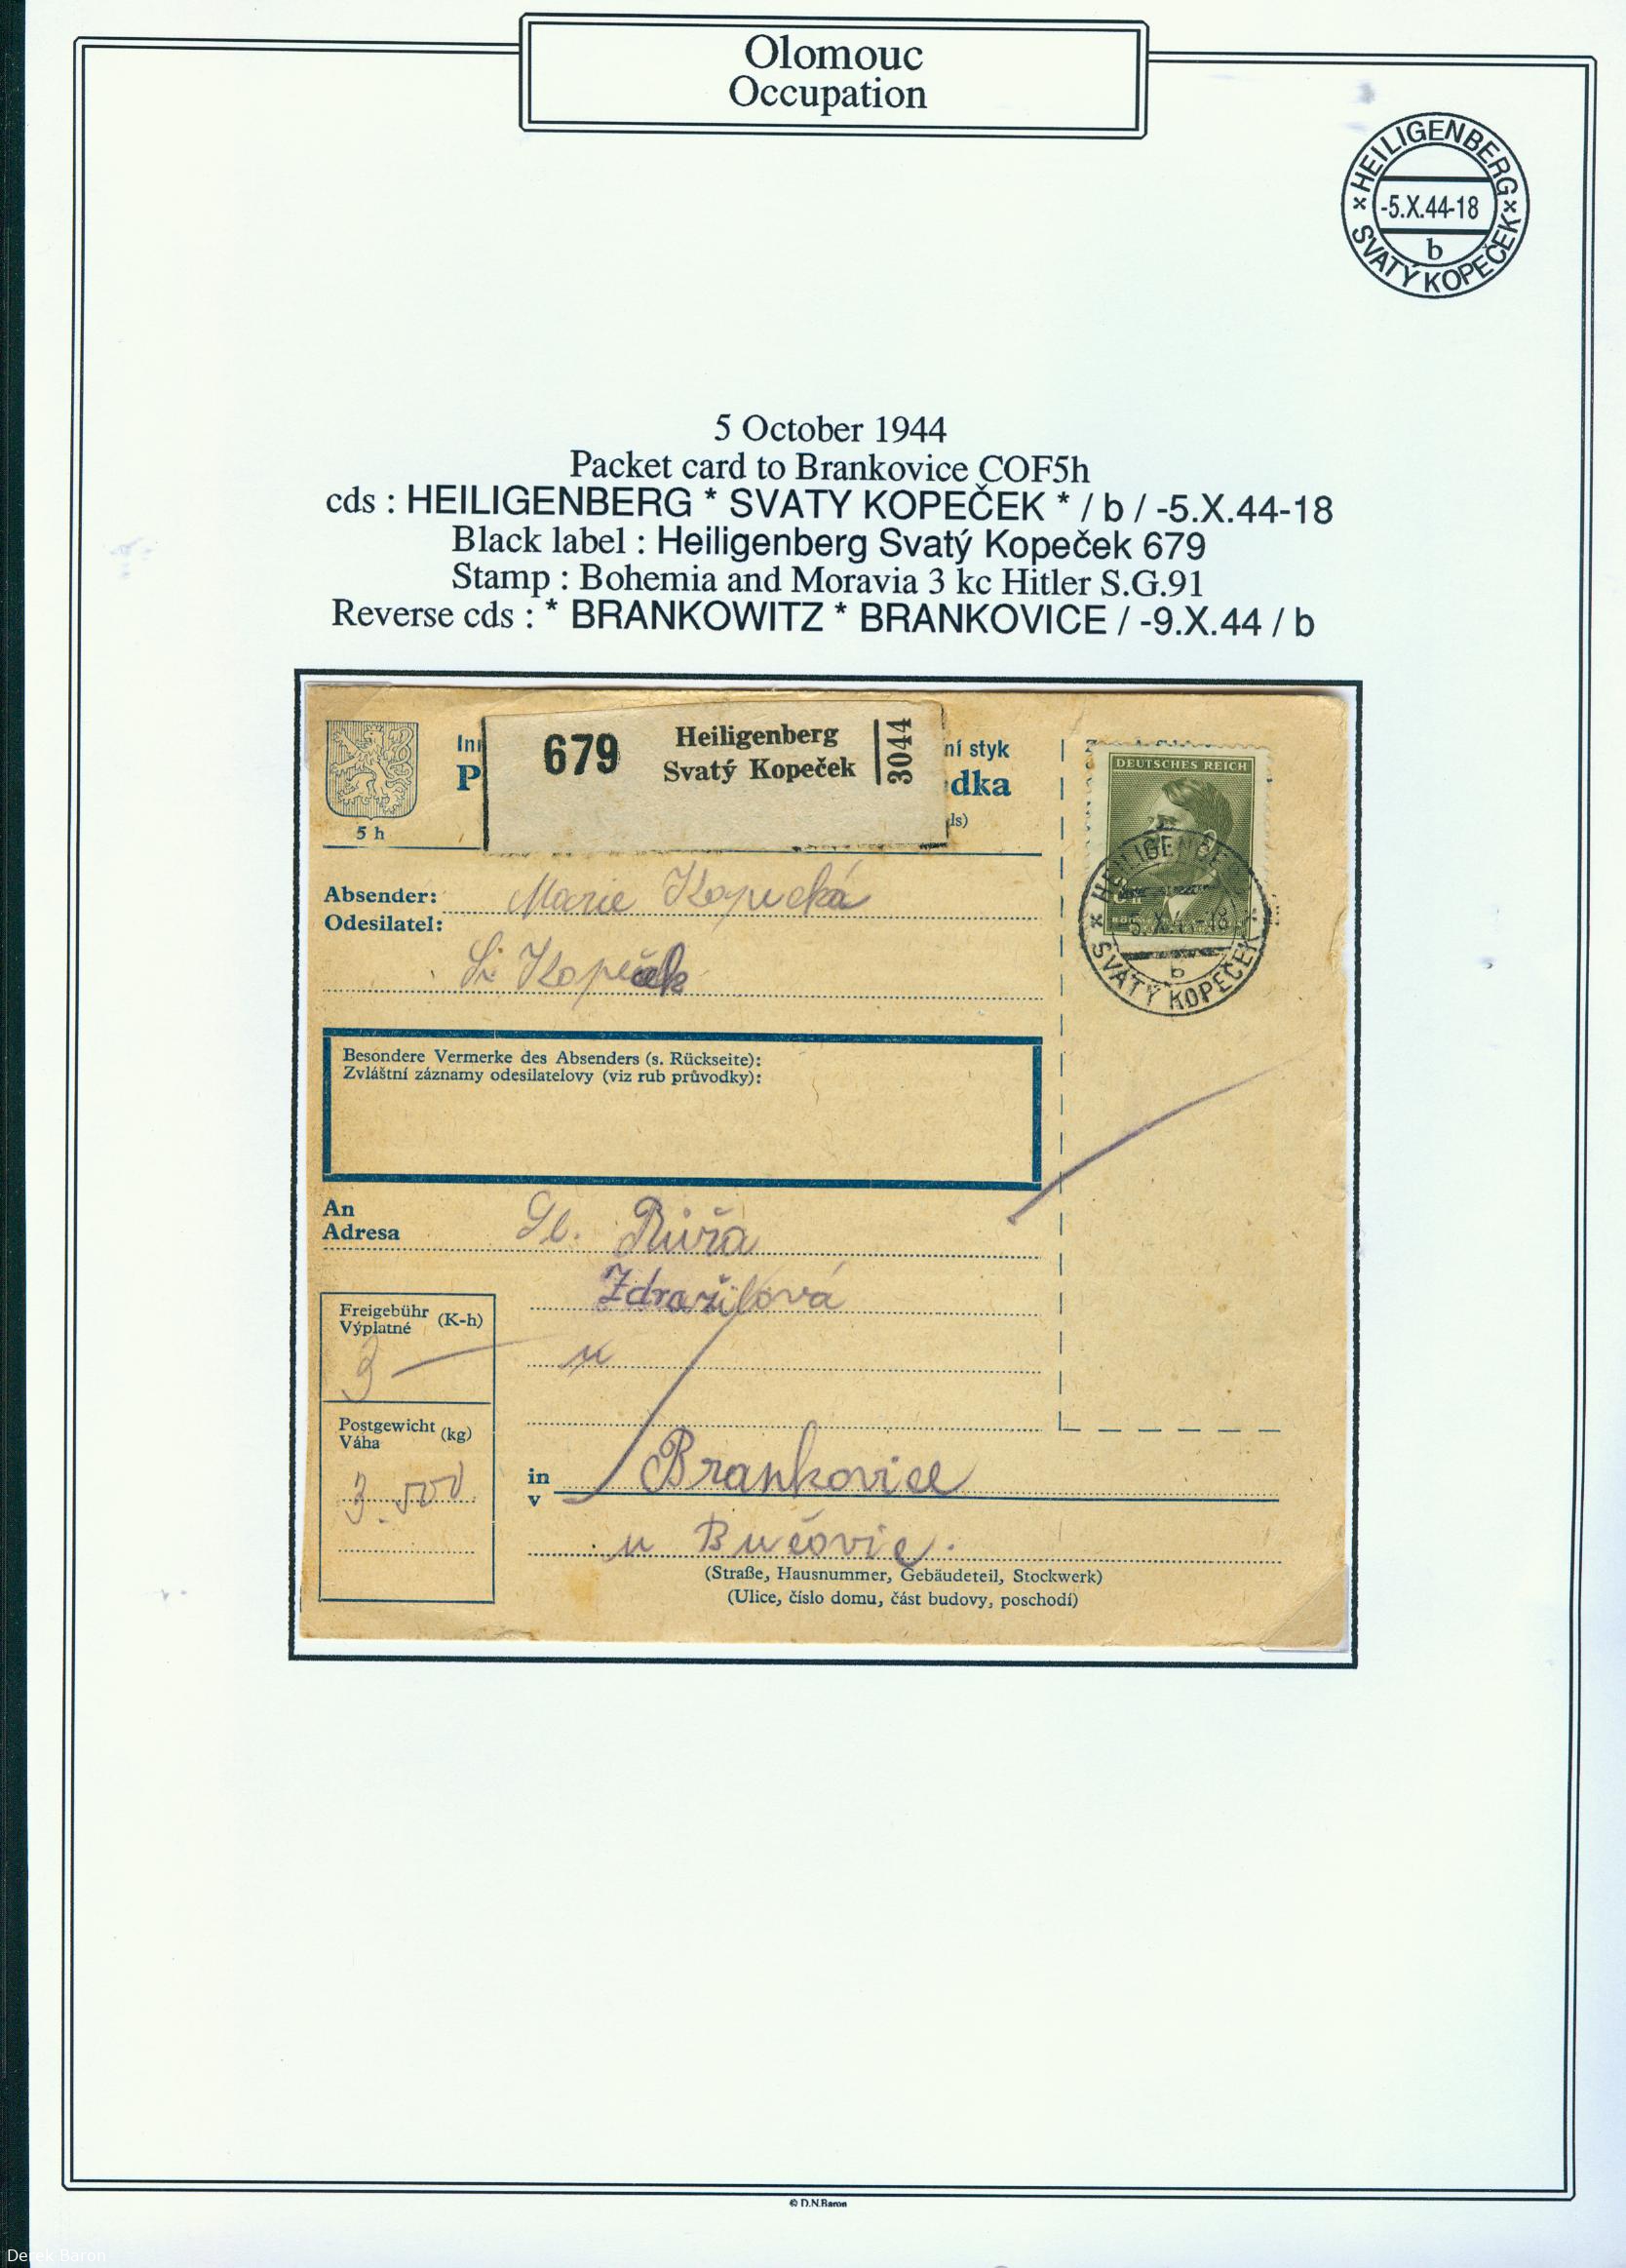 Olomouc
Occupation
* HEILIGENBERG * SVATÝ KOPEČEK
-5.X.44-18
b
5 October 1944
Packet card to Brankovice COF5h
cds : HEILIGENBERG * SVATY KOPEČEK * / b / -5.X.44-18
Black label : Heiligenberg Svatý Kopeček 679
Stamp : Bohemia and Moravia 3 kc Hitler S.G.91
Reverse cds : * BRANKOWITZ * BRANKOVICE / -9.X.44 / b
679
Heiligenberg
Svatý Kopeček
3044
ní styk
dka
5 h
DEUTSCHES REICH
SVATÝ KOPEČEK
b
Absender: Marie Kopecká
Odesilatel:
Sv. Kopeček
Besondere Vermerke des Absenders (s. Rückseite):
Zvláštní záznamy odesilatelovy (viz rub průvodky):
An
Adresa
Sl. Růža
Zdražilová
Freigebühr (K-h)
Výplatné
3 —
Postgewicht (kg)
Váha
3.500
in
v
Brankovice
u Bučovic.
(Straße, Hausnummer, Gebäudeteil, Stockwerk)
(Ulice, číslo domu, část budovy, poschodí)
© D.N.Baron
Derek Baron